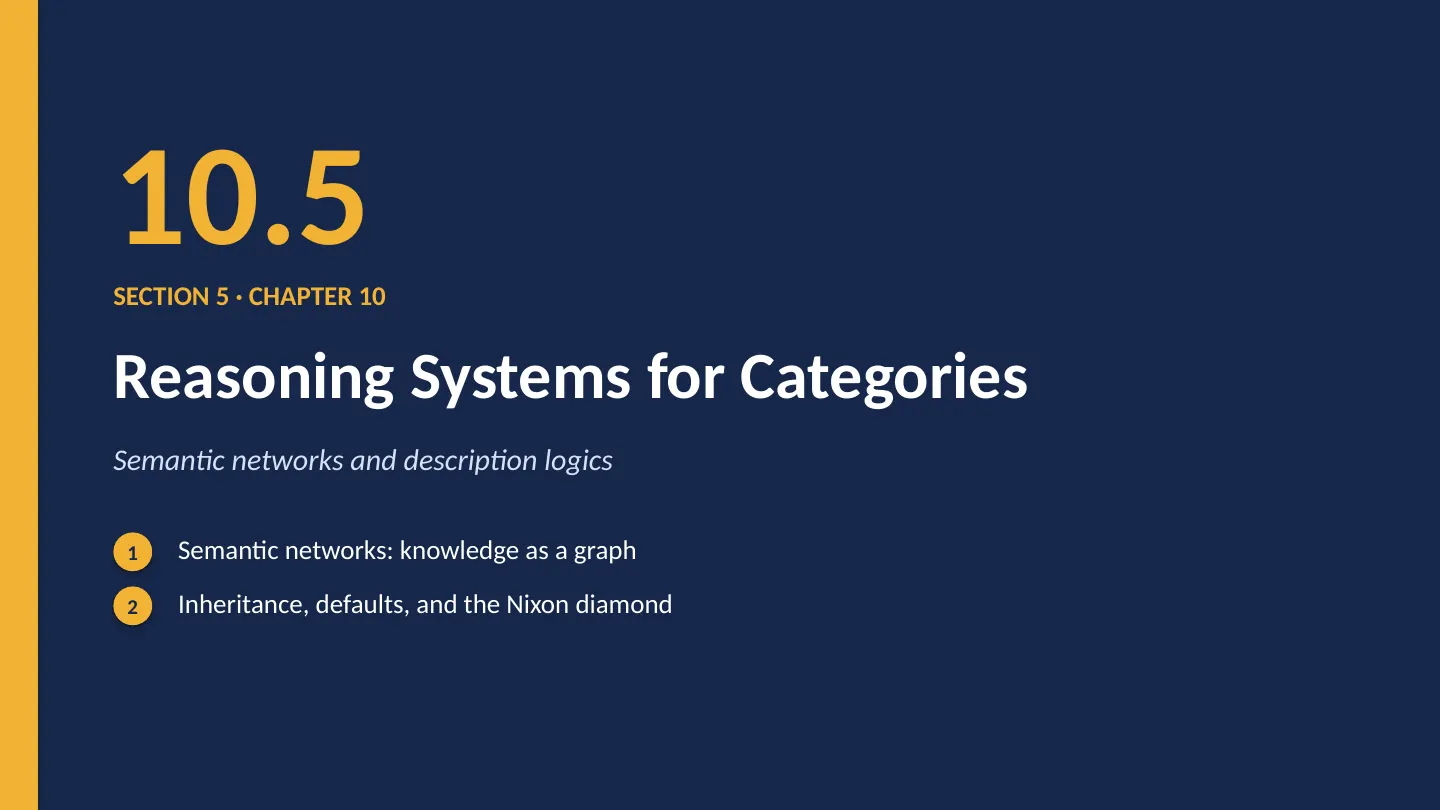 10.5
SECTION 5 · CHAPTER 10
Reasoning Systems for Categories
Semantic networks and description logics
1 Semantic networks: knowledge as a graph
2 Inheritance, defaults, and the Nixon diamond